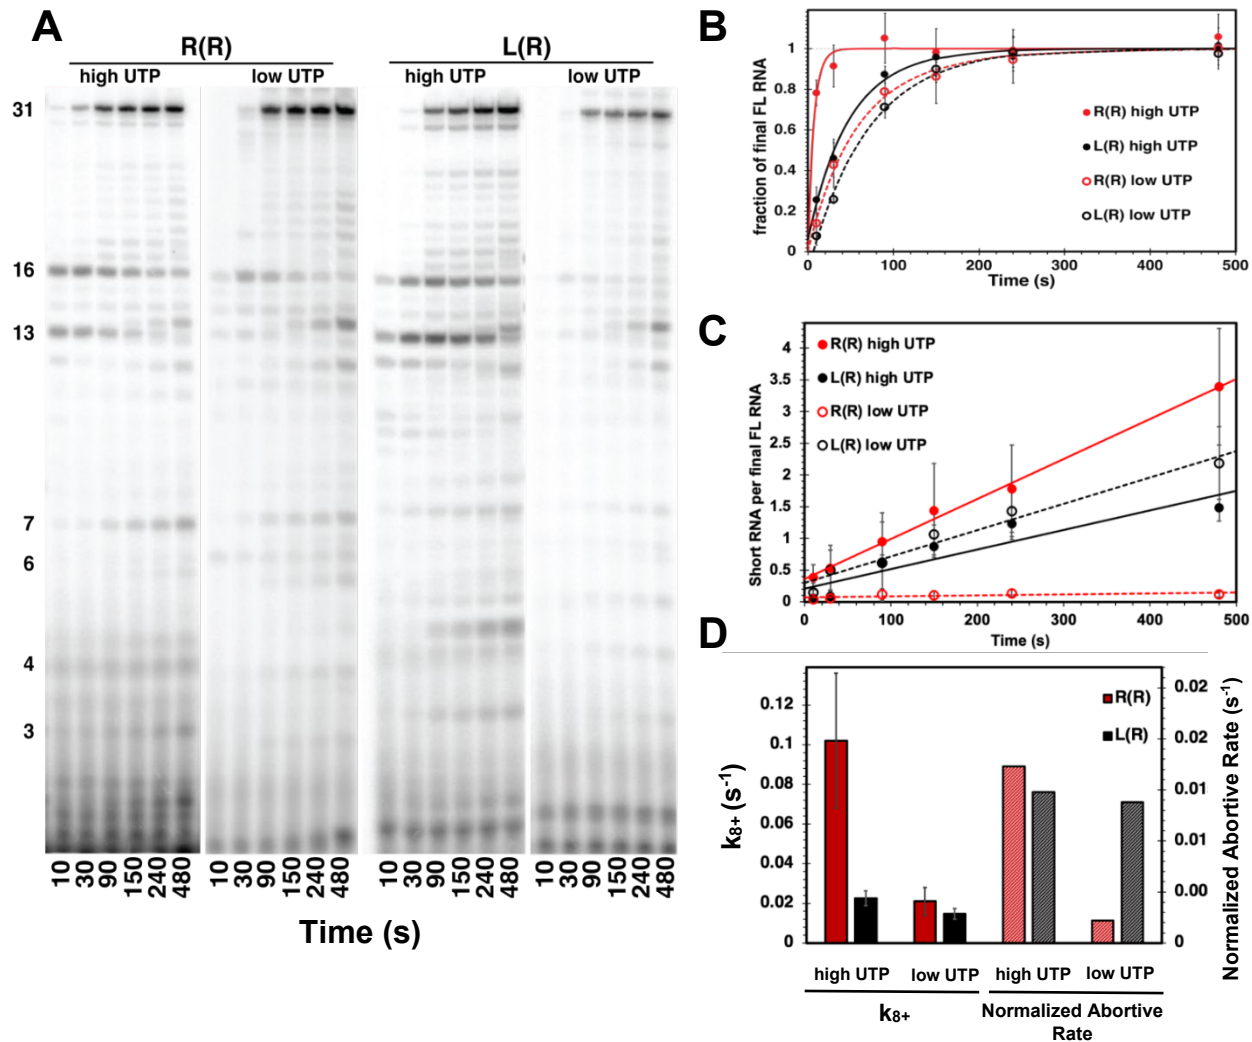 A
R(R)
L(R)
high UTP
low UTP
high UTP
low UTP
31
16
13
7
6
4
3
10 30 90 150 240 480
10 30 90 150 240 480
10 30 90 150 240 480
10 30 90 150 240 480
Time (s)
B
fraction of final FL RNA
1
0.8
0.6
0.4
0.2
0
R(R) high UTP
L(R) high UTP
R(R) low UTP
L(R) low UTP
0 100 200 300 400 500
Time (s)
C
Short RNA per final FL RNA
4
3.5
3
2.5
2
1.5
1
0.5
0
R(R) high UTP
L(R) high UTP
R(R) low UTP
L(R) low UTP
0 100 200 300 400 500
Time (s)
D
k8+ (s-1)
0.12
0.1
0.08
0.06
0.04
0.02
0
R(R)
L(R)
0.02
0.02
0.01
0.01
0.00
0
Normalized Abortive Rate (s-1)
high UTP low UTP high UTP low UTP
k8+
Normalized Abortive
Rate